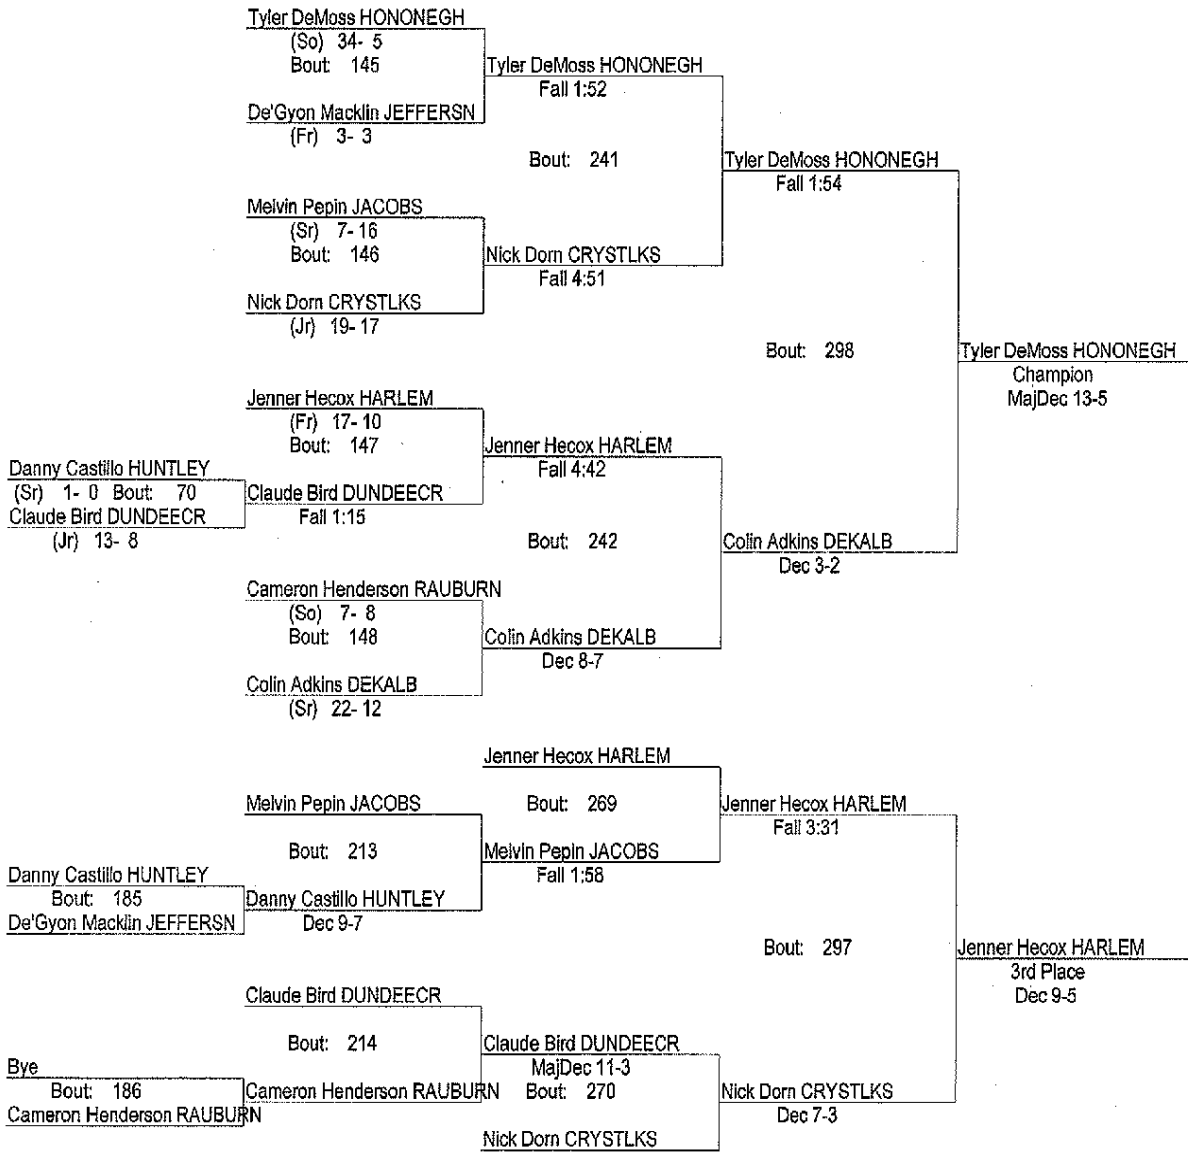 Tyler DeMoss HONONEGH
(So) 34- 5
Bout: 145
Tyler DeMoss HONONEGH
Fall 1:52
De'Gyon Macklin JEFFERSN
(Fr) 3- 3
Bout: 241
Tyler DeMoss HONONEGH
Fall 1:54
Melvin Pepin JACOBS
(Sr) 7- 16
Bout: 146
Nick Dorn CRYSTLKS
Fall 4:51
Nick Dorn CRYSTLKS
(Jr) 19- 17
Bout: 298
Tyler DeMoss HONONEGH
Champion
MajDec 13-5
Jenner Hecox HARLEM
(Fr) 17- 10
Bout: 147
Jenner Hecox HARLEM
Fall 4:42
Danny Castillo HUNTLEY
(Sr) 1- 0 Bout: 70
Claude Bird DUNDEECR
Fall 1:15
Claude Bird DUNDEECR
(Jr) 13- 8
Bout: 242
Colin Adkins DEKALB
Dec 3-2
Cameron Henderson RAUBURN
(So) 7- 8
Bout: 148
Colin Adkins DEKALB
Dec 8-7
Colin Adkins DEKALB
(Sr) 22- 12
Jenner Hecox HARLEM
Bout: 269
Melvin Pepin JACOBS
Jenner Hecox HARLEM
Fall 3:31
Bout: 213
Melvin Pepin JACOBS
Fall 1:58
Danny Castillo HUNTLEY
Bout: 185
Danny Castillo HUNTLEY
Dec 9-7
De'Gyon Macklin JEFFERSN
Bout: 297
Jenner Hecox HARLEM
3rd Place
Dec 9-5
Claude Bird DUNDEECR
Bout: 214
Claude Bird DUNDEECR
MajDec 11-3
Bye
Bout: 186
Cameron Henderson RAUBURN
Bout: 270
Nick Dorn CRYSTLKS
Dec 7-3
Cameron Henderson RAUBURN
Nick Dorn CRYSTLKS